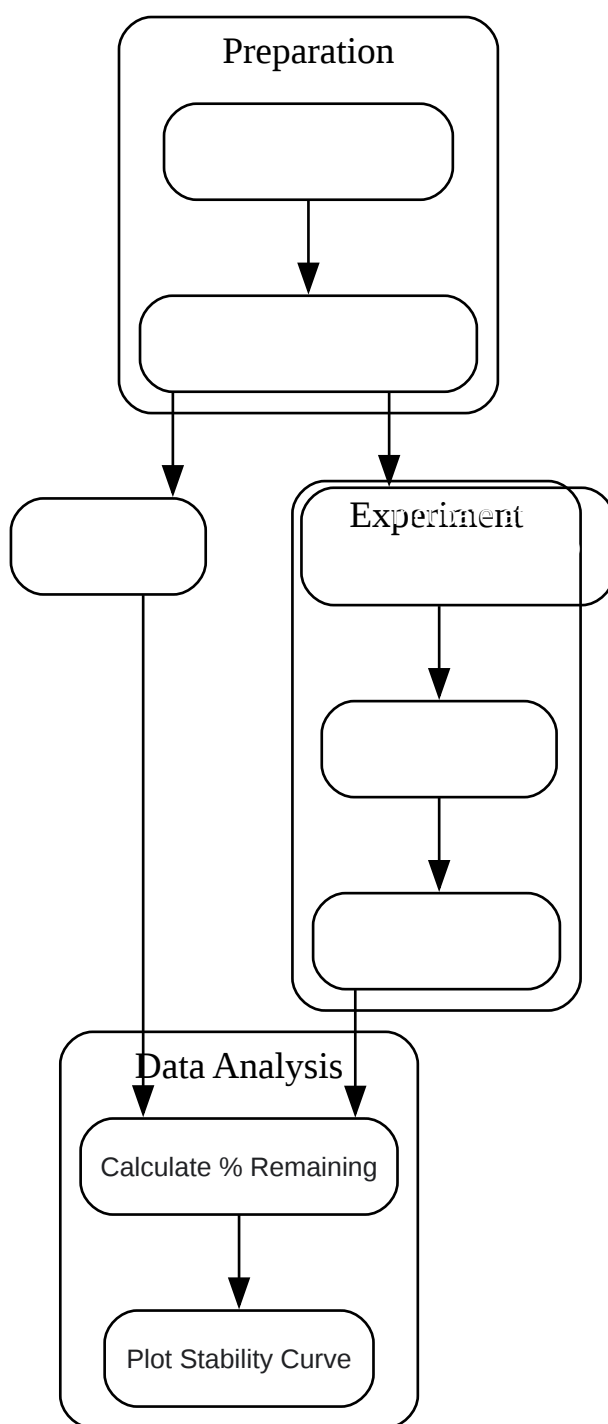 Preparation
Experiment
Data Analysis
Calculate % Remaining
Plot Stability Curve